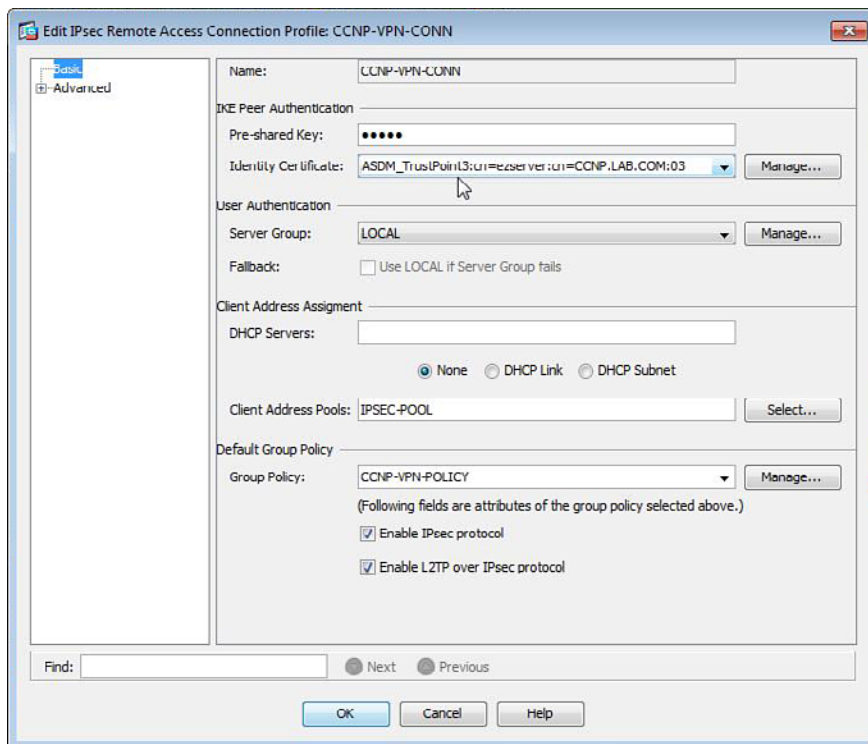 Edit IPsec Remote Access Connection Profile: CCNP-VPN-CONN
Basic
Advanced
Name: CCNP-VPN-CONN
IKE Peer Authentication
Pre-shared Key: •••••
Identity Certificate: ASDM_TrustPoint3:cn=ezserver:cn=CCNP.LAB.COM:03 Manage...
User Authentication
Server Group: LOCAL Manage...
Fallback: Use LOCAL if Server Group fails
Client Address Assigment
DHCP Servers:
None DHCP Link DHCP Subnet
Client Address Pools: IPSEC-POOL Select...
Default Group Policy
Group Policy: CCNP-VPN-POLICY Manage...
(Following fields are attributes of the group policy selected above.)
Enable IPsec protocol
Enable L2TP over IPsec protocol
Find: Next Previous
OK Cancel Help